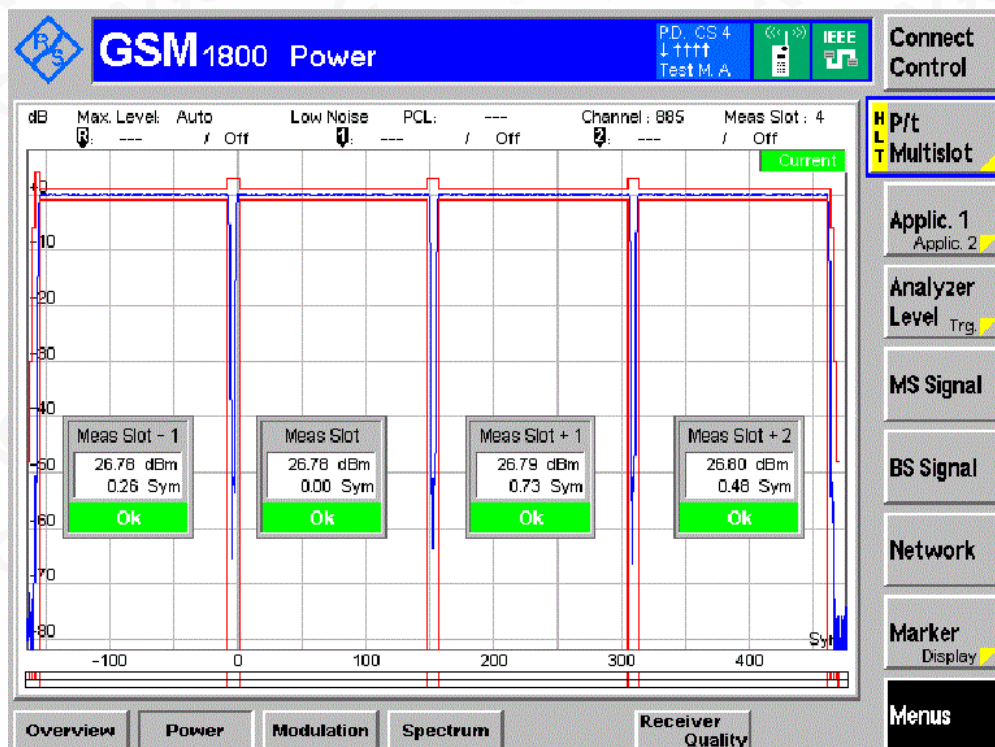 R/S
GSM 1800 Power
P.D. CS 4
↓↑↑↑↑
Test M. A
IEEE
Connect
Control
dB Max. Level: Auto Low Noise PCL: --- Channel : 885 Meas Slot : 4
R: --- / Off 1: --- / Off 2: --- / Off
Current
HLT
P/t
Multislot
Applic. 1
Applic. 2
Analyzer
Level Trg.
MS Signal
BS Signal
Network
Marker
Display
Menus
+0
-10
-20
-30
-40
-50
-60
-70
-80
Meas Slot - 1
26.78 dBm
0.26 Sym
Ok
Meas Slot
26.78 dBm
0.00 Sym
Ok
Meas Slot + 1
26.79 dBm
0.73 Sym
Ok
Meas Slot + 2
26.80 dBm
0.48 Sym
Ok
-100 0 100 200 300 400
Overview Power Modulation Spectrum Receiver
Quality